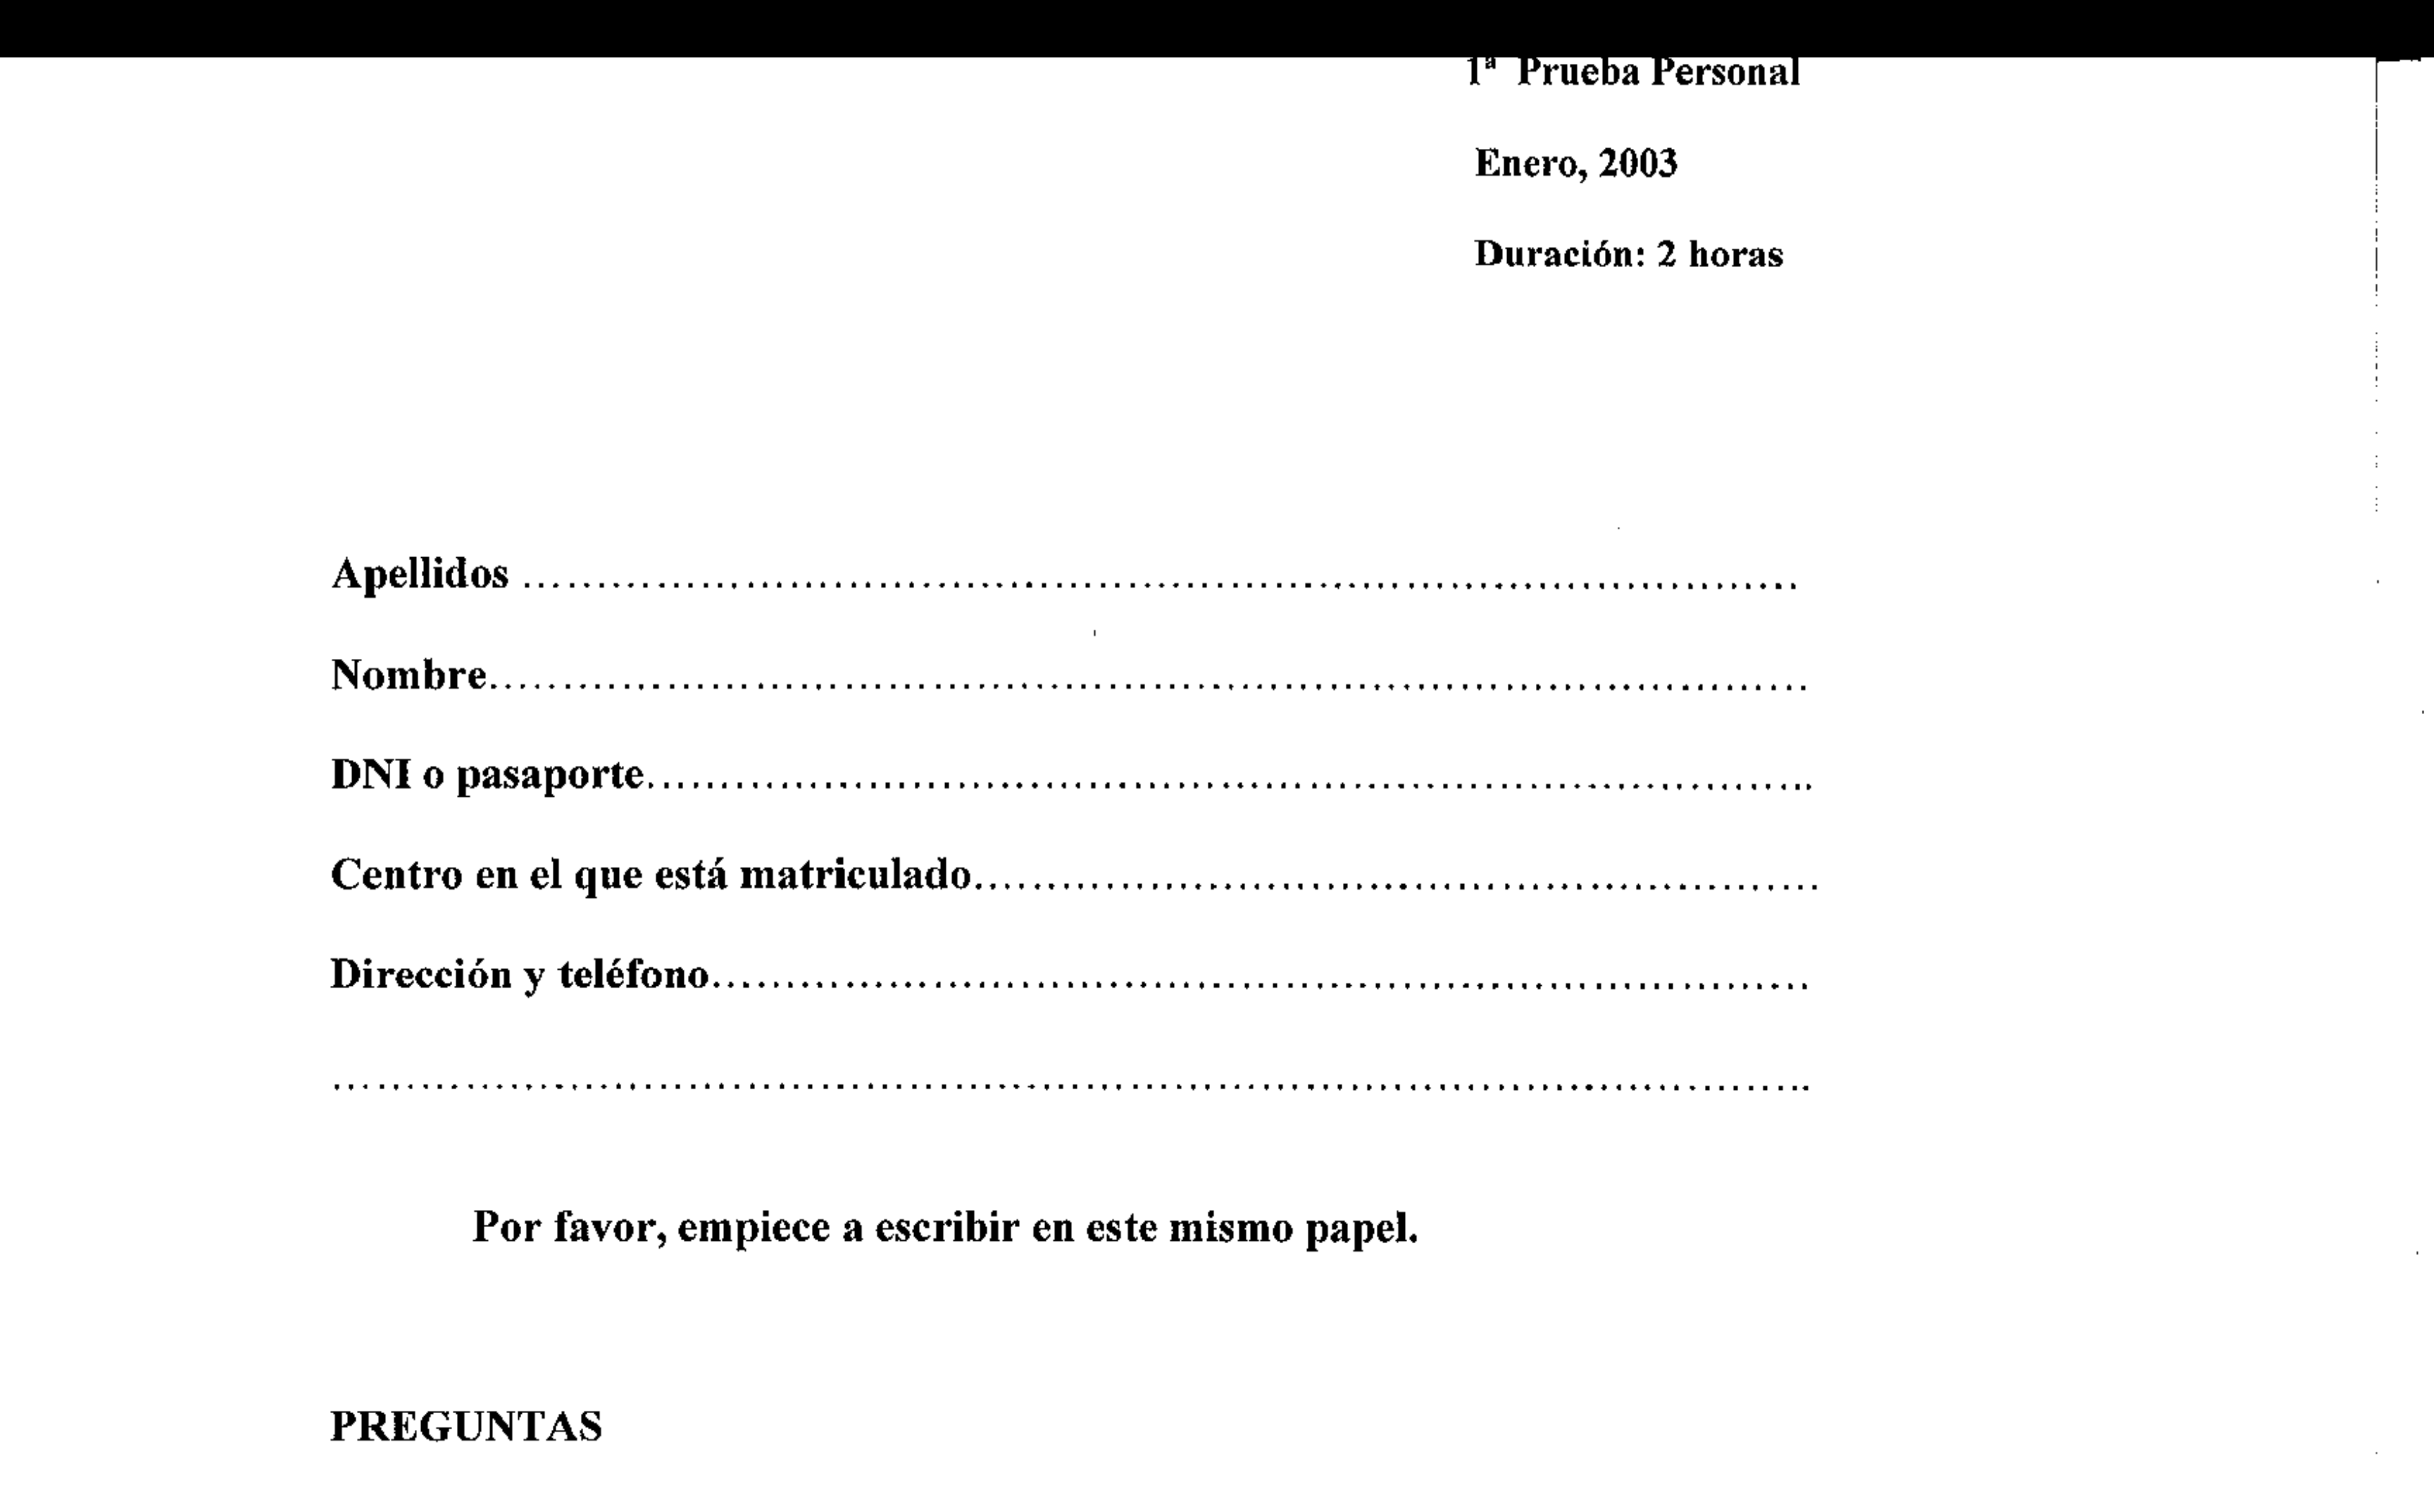 1ª Prueba Personal
Enero, 2003
Duración: 2 horas
Apellidos ........................................................................................
Nombre...........................................................................................
DNI o pasaporte................................................................................
Centro en el que está matriculado..........................................................
Dirección y teléfono...........................................................................
.....................................................................................................
Por favor, empiece a escribir en este mismo papel.
PREGUNTAS